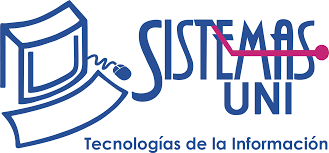 SISTEMAS
UNI
Tecnologías de la Información